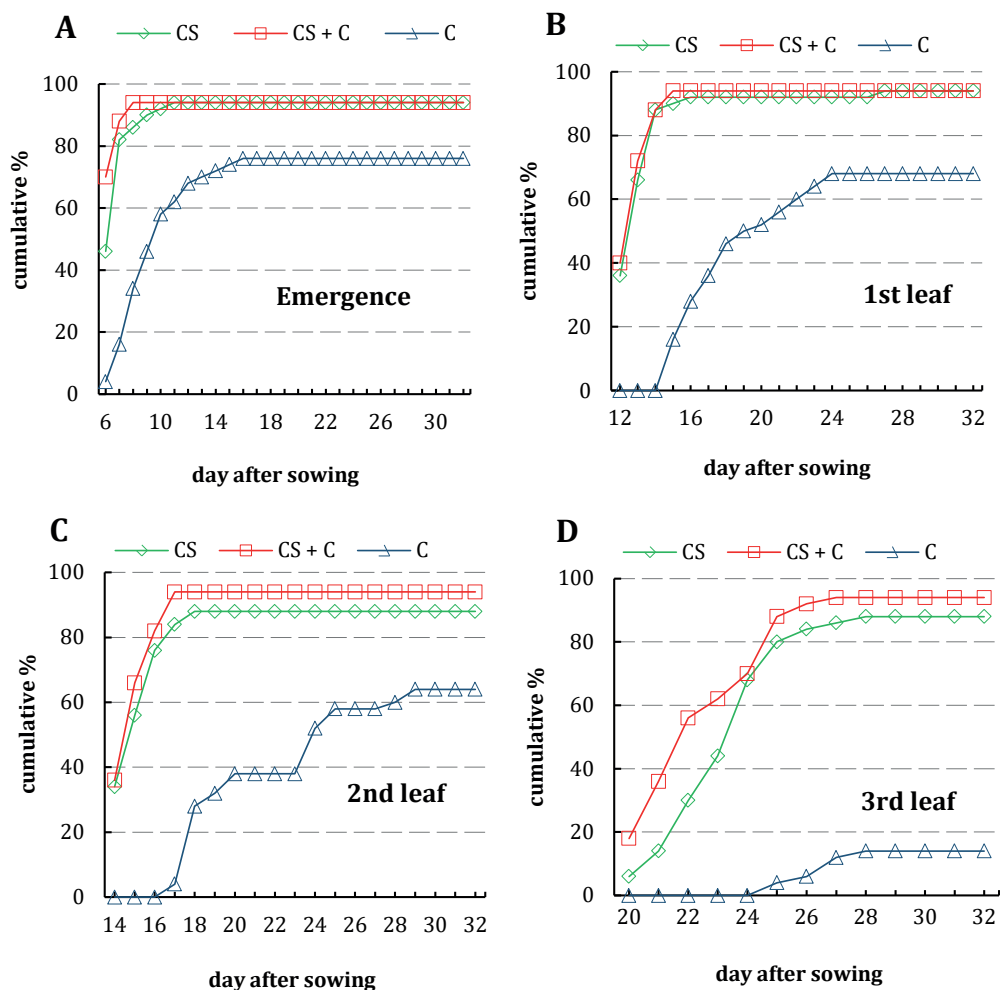 A
CS CS + C C
100
80
60
40
20
0
cumulative %
Emergence
6 10 14 18 22 26 30
day after sowing
B
CS CS + C C
100
80
60
40
20
0
cumulative %
1st leaf
12 16 20 24 28 32
day after sowing
C
CS CS + C C
100
80
60
40
20
0
cumulative %
2nd leaf
14 16 18 20 22 24 26 28 30 32
day after sowing
D
CS CS + C C
100
80
60
40
20
0
cumulative %
3rd leaf
20 22 24 26 28 30 32
day after sowing